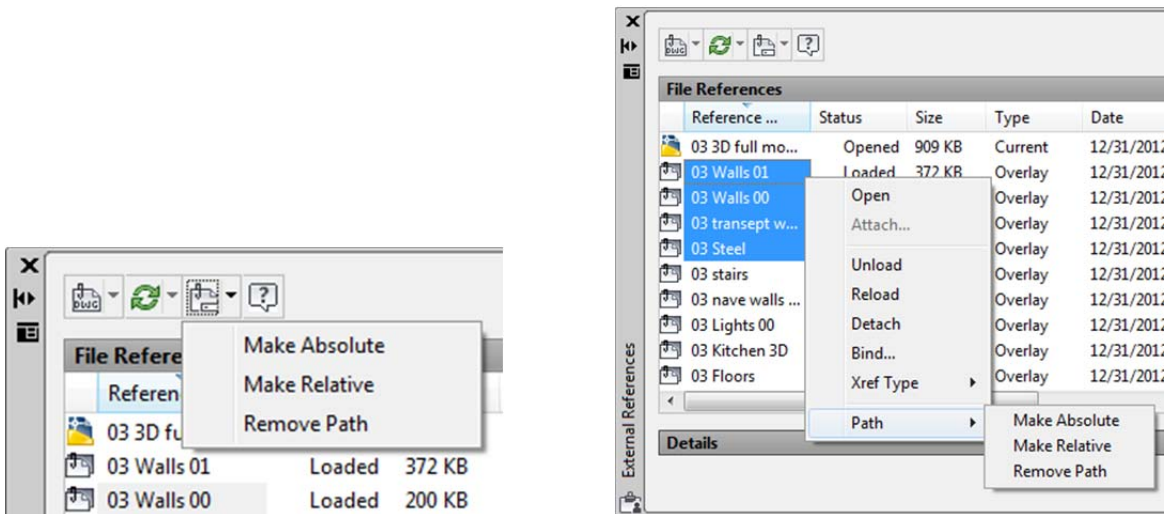 DWG
File Refere
Make Absolute
Make Relative
Remove Path
Referen
03 3D fu
03 Walls 01 Loaded 372 KB
03 Walls 00 Loaded 200 KB
DWG
File References
Reference ... Status Size Type Date
03 3D full mo... Opened 909 KB Current 12/31/2012
03 Walls 01 Loaded 372 KB Overlay 12/31/2012
03 Walls 00 Overlay 12/31/2012
03 transept w... Overlay 12/31/2012
03 Steel Overlay 12/31/2012
03 stairs Overlay 12/31/2012
03 nave walls ... Overlay 12/31/2012
03 Lights 00 Overlay 12/31/2012
03 Kitchen 3D Overlay 12/31/2012
03 Floors Overlay 12/31/2012
Open
Attach...
Unload
Reload
Detach
Bind...
Xref Type
Path
Make Absolute
Make Relative
Remove Path
Details
External References